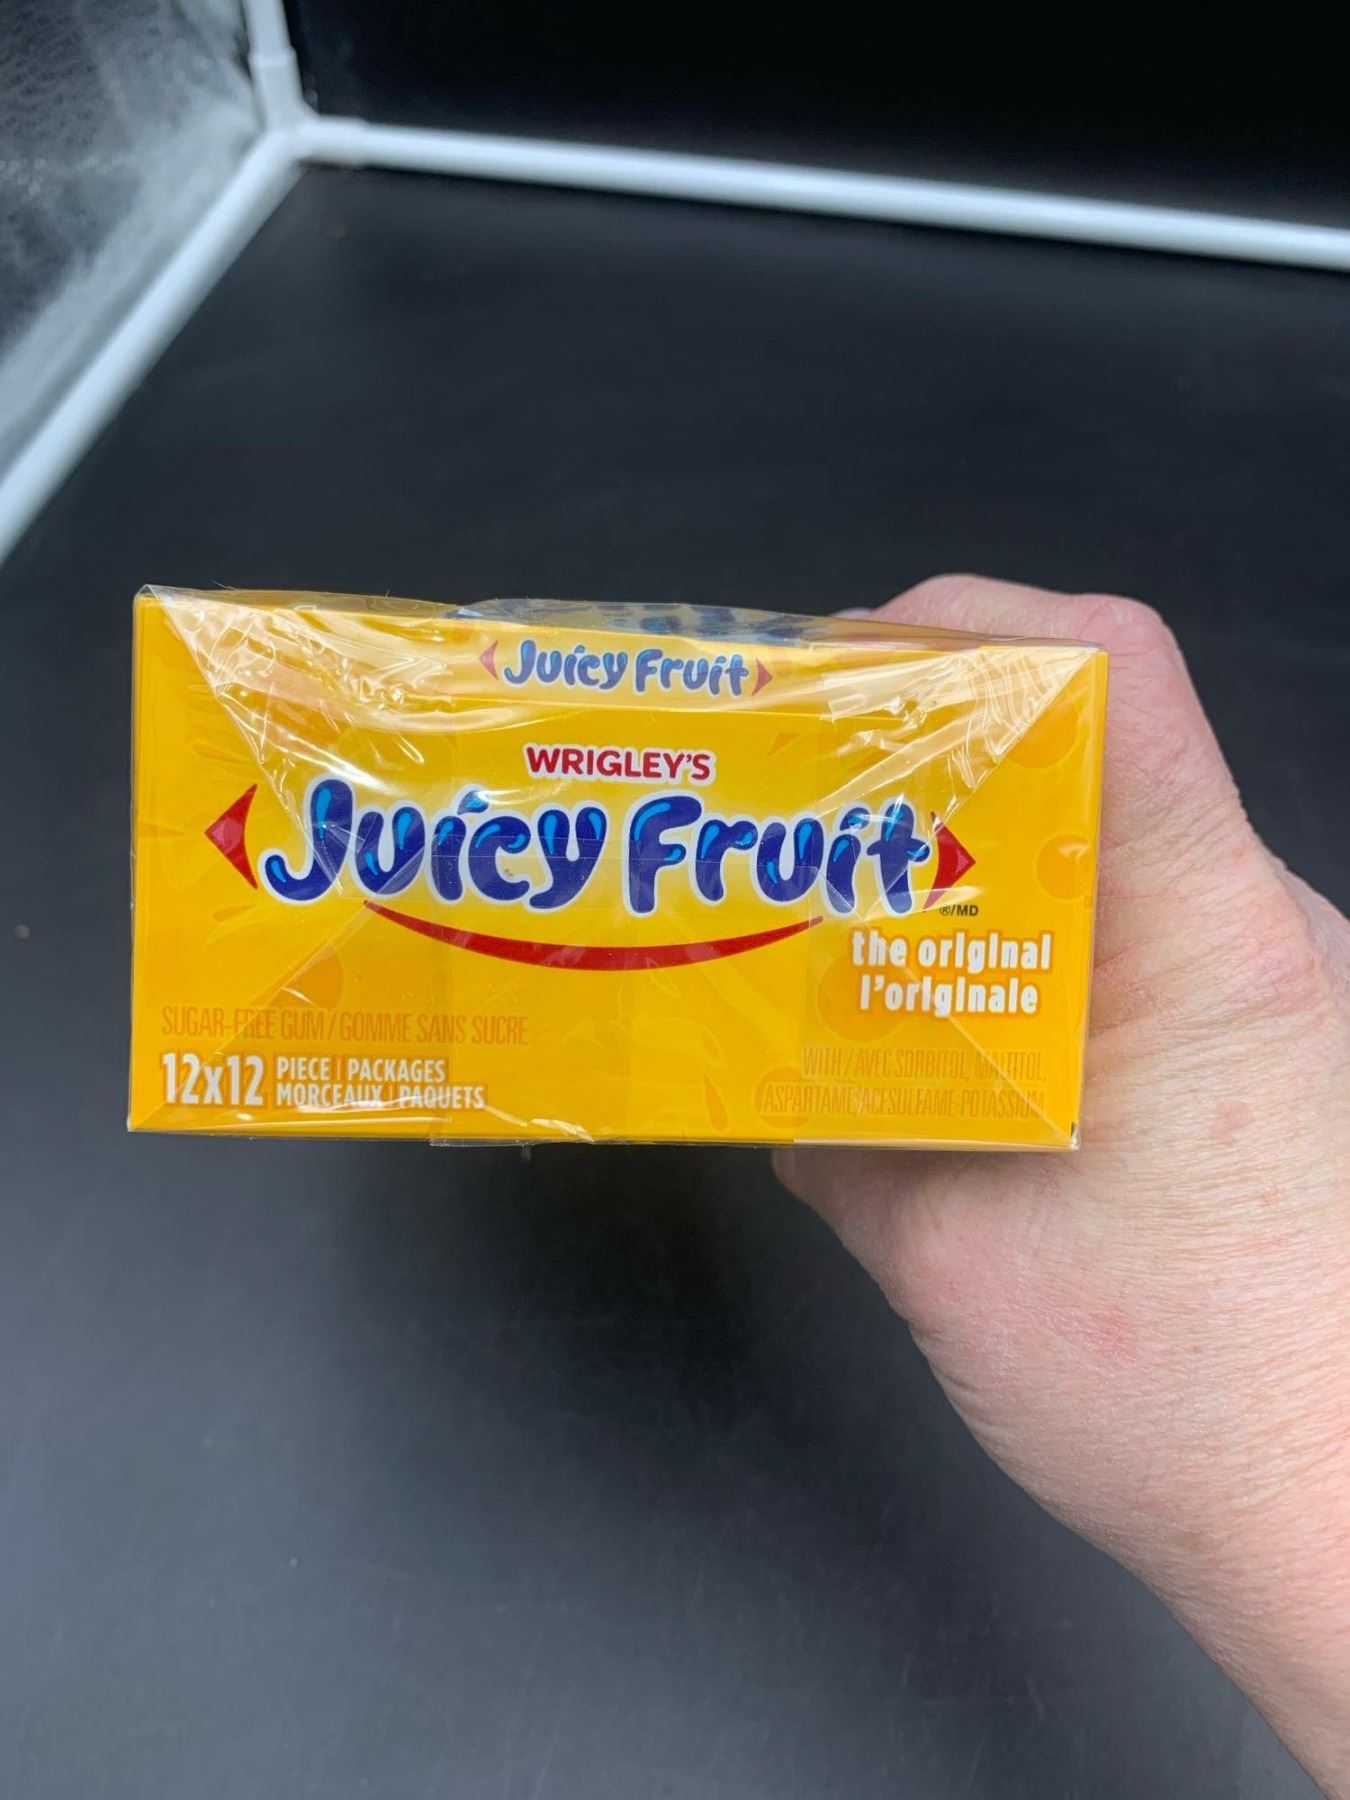 Juicy Fruit
WRIGLEY'S
Juicy Fruit
®/MD
the original
l'originale
SUGAR-FREE GUM / GOMME SANS SUCRE
12x12 PIECE | PACKAGES
MORCEAUX | PAQUETS
WITH / AVEC SORBITOL, MALTITOL,
ASPARTAME, ACESULFAME-POTASSIUM